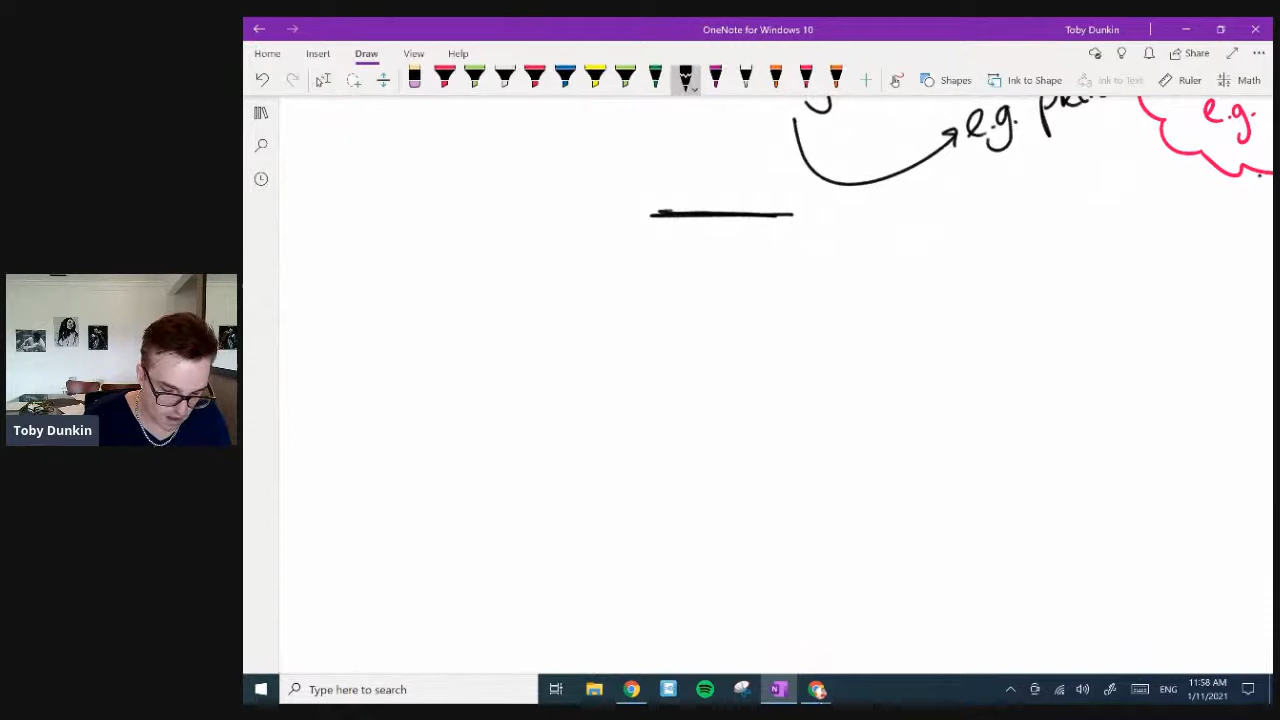 OneNote for Windows 10
Toby Dunkin
Home
Insert
Draw
View
Help
Share
Shapes
Ink to Shape
Ink to Text
Ruler
Math
e.g.
e.g.
Toby Dunkin
Type here to search
ENG
11:58 AM
1/11/2021